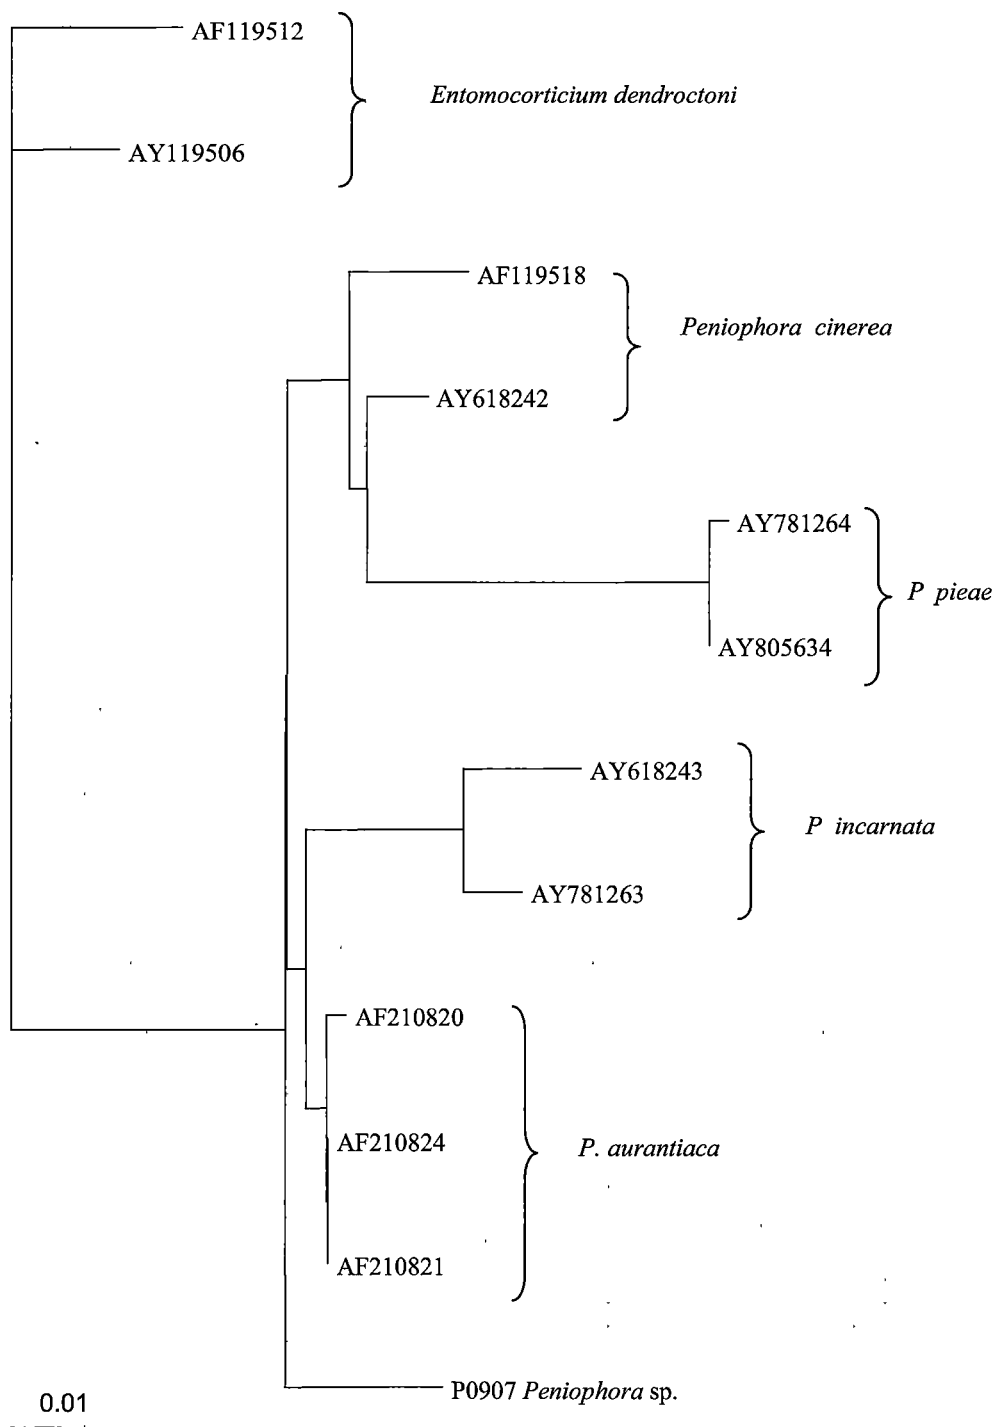 AF119512
Entomocorticium dendroctoni
AY119506
AF119518
Peniophora cinerea
AY618242
AY781264
P pieae
AY805634
AY618243
P incarnata
AY781263
AF210820
AF210824
P. aurantiaca
AF210821
P0907 Peniophora sp.
0.01